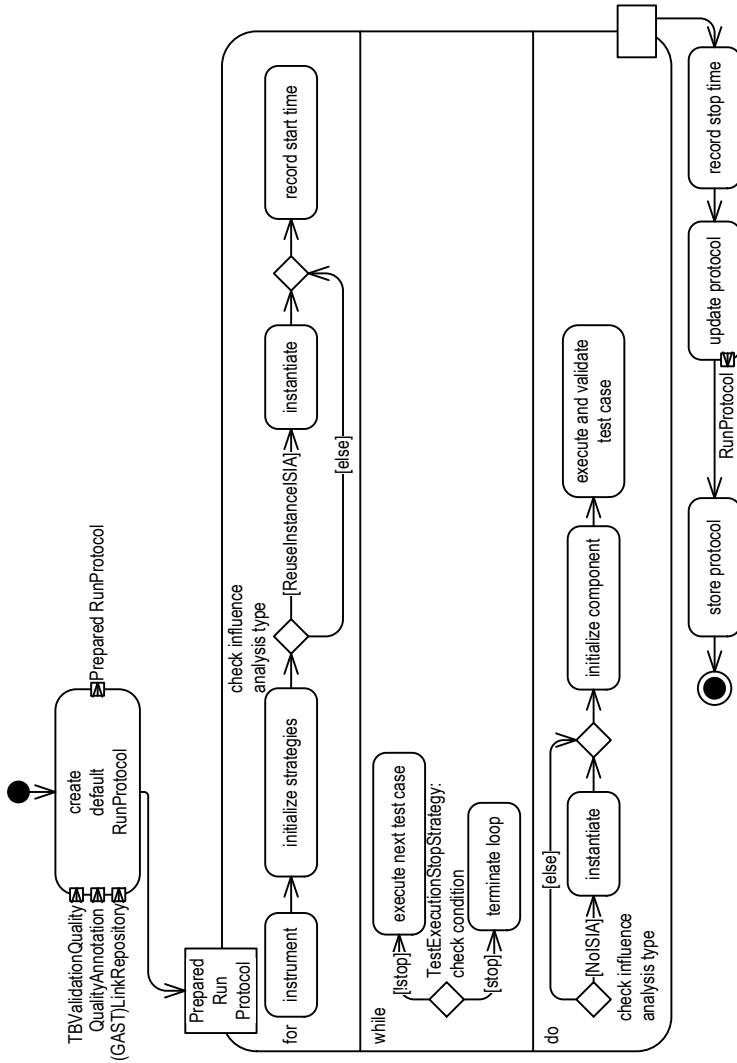 TBValidationQuality
QualityAnnotation
(GAST)LinkRepository
create
default
RunProtocol
Prepared RunProtocol
Prepared
Run
Protocol
for
instrument
initialize strategies
check influence
analysis type
[ReuseInstanceISIA]
[else]
instantiate
record start time
while
[!stop]
execute next test case
TestExecutionStopStrategy:
check condition
[stop]
terminate loop
do
[NoISIA]
check influence
analysis type
[else]
instantiate
initialize component
execute and validate
test case
record stop time
update protocol
RunProtocol
store protocol